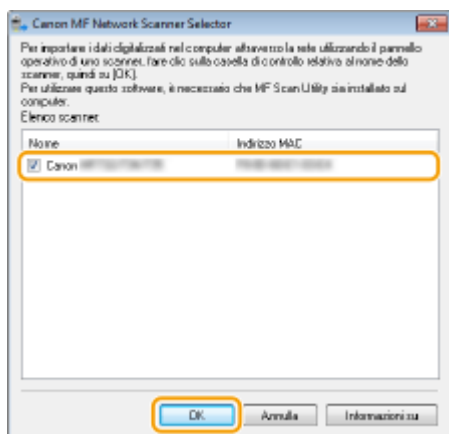 Canon MF Network Scanner Selector
Per importare i dati digitalizzati nel computer attraverso la rete utilizzando il pannello
operativo di uno scanner, fare clic sulla casella di controllo relativa al nome dello
scanner, quindi su [OK].
Per utilizzare questo software, è necessario che MF Scan Utility sia installato sul
computer.
Elenco scanner:
Nome Indirizzo MAC
Canon
OK Annulla Informazioni su